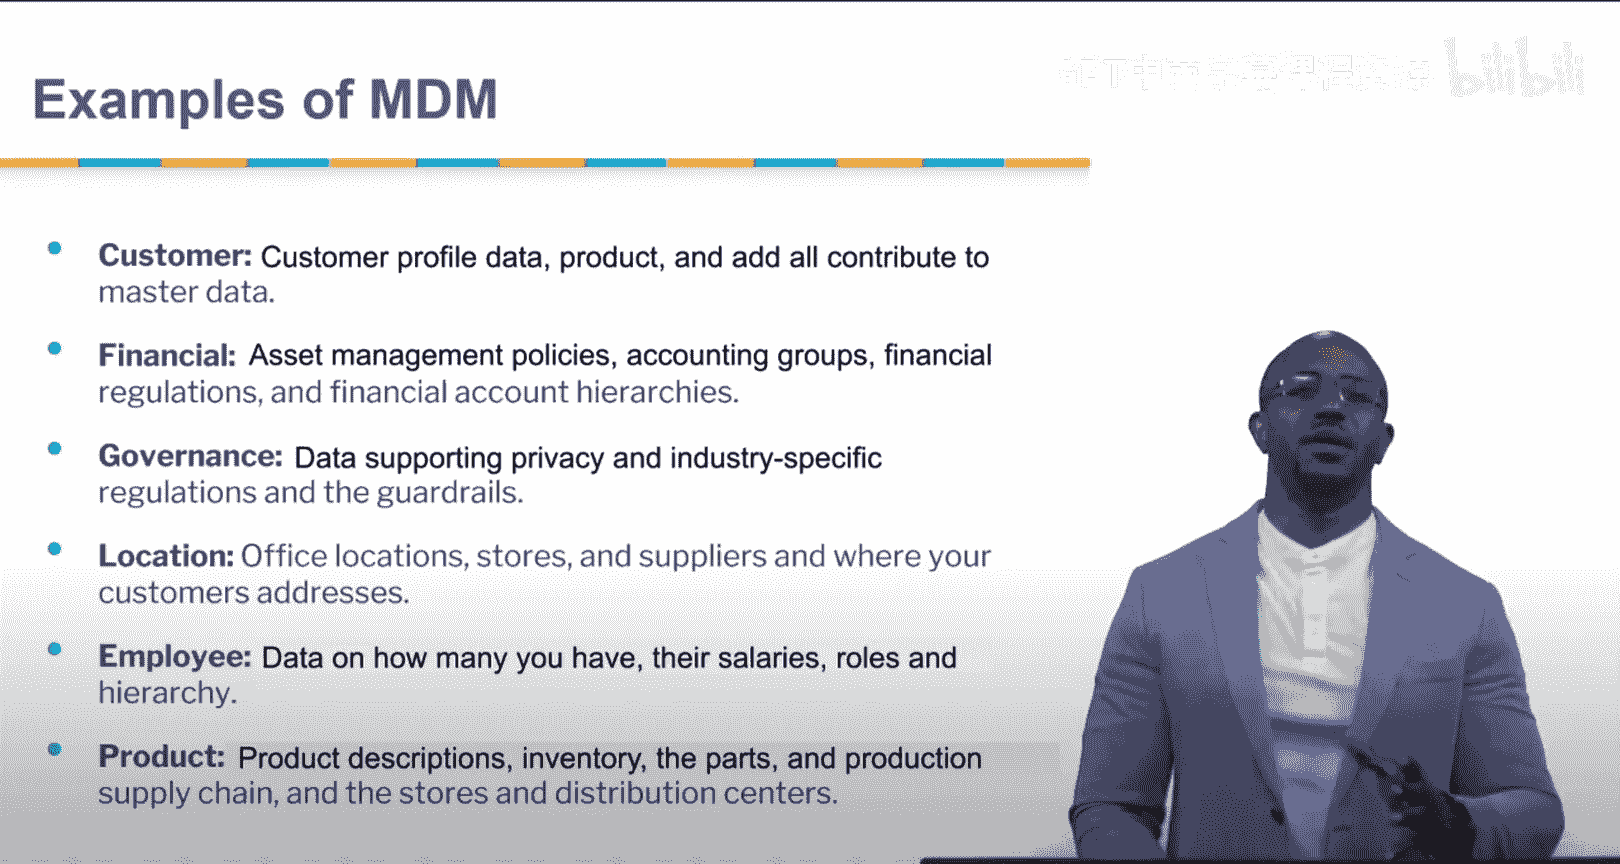 Examples of MDM
bilibili
Customer: Customer profile data, product, and add all contribute to
master data.
Financial: Asset management policies, accounting groups, financial
regulations, and financial account hierarchies.
Governance: Data supporting privacy and industry-specific
regulations and the guardrails.
Location: Office locations, stores, and suppliers and where your
customers addresses.
Employee: Data on how many you have, their salaries, roles and
hierarchy.
Product: Product descriptions, inventory, the parts, and production
supply chain, and the stores and distribution centers.